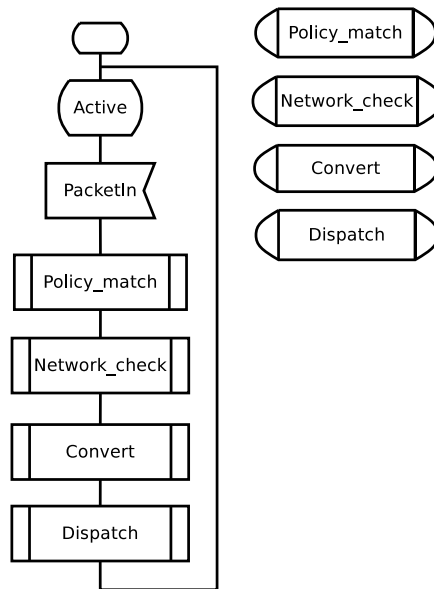 Active
PacketIn
Policy_match
Network_check
Convert
Dispatch
Policy_match
Network_check
Convert
Dispatch